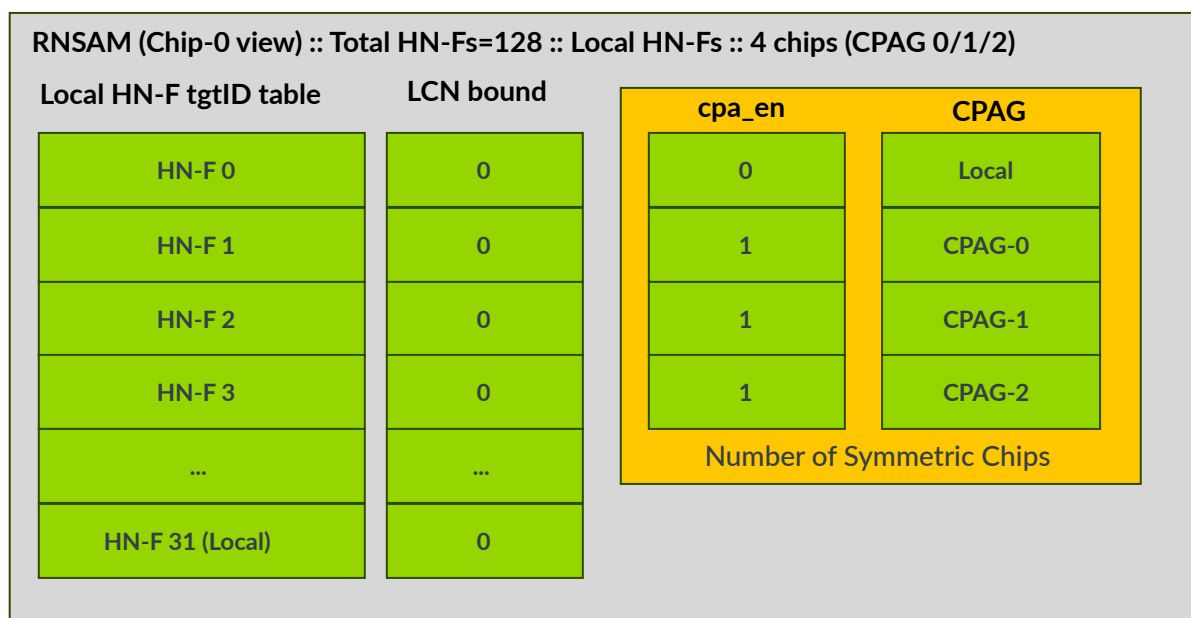 RNSAM (Chip-0 view) :: Total HN-Fs=128 :: Local HN-Fs :: 4 chips (CPAG 0/1/2)
Local HN-F tgtID table
LCN bound
cpa_en
CPAG
HN-F 0
0
0
Local
HN-F 1
0
1
CPAG-0
HN-F 2
0
1
CPAG-1
HN-F 3
0
1
CPAG-2
...
...
Number of Symmetric Chips
HN-F 31 (Local)
0